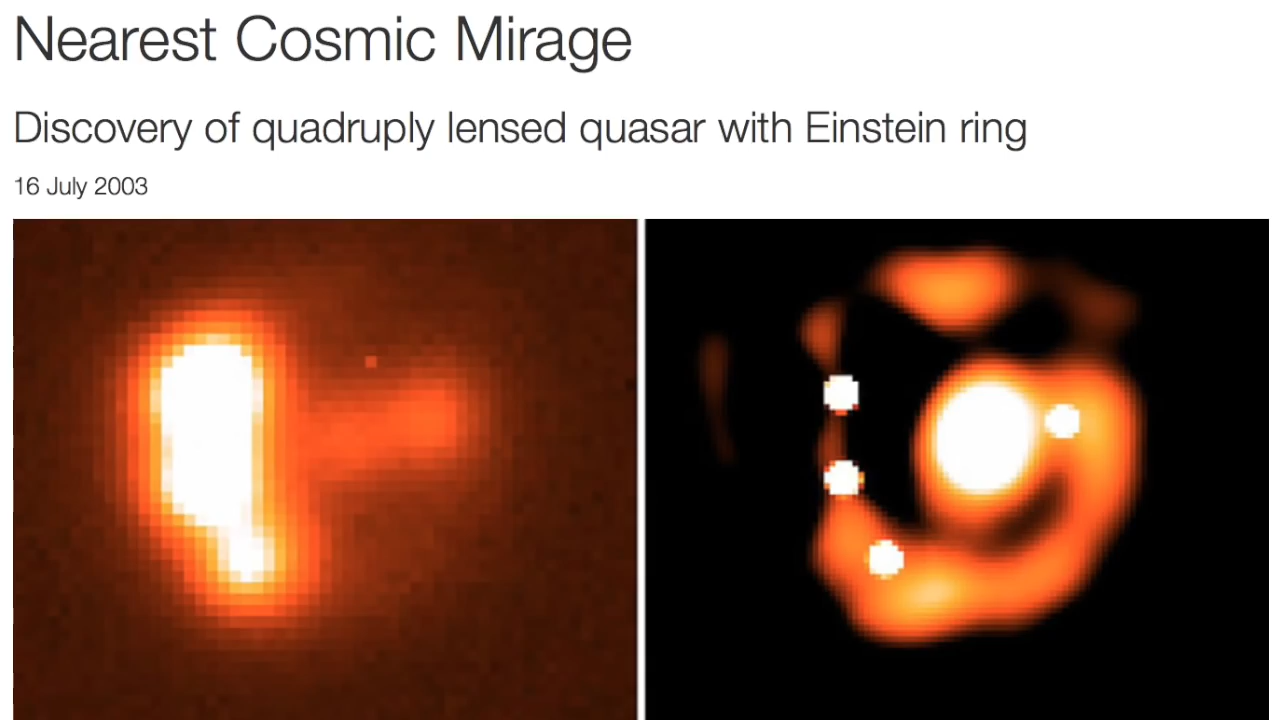 Nearest Cosmic Mirage
Discovery of quadruply lensed quasar with Einstein ring
16 July 2003